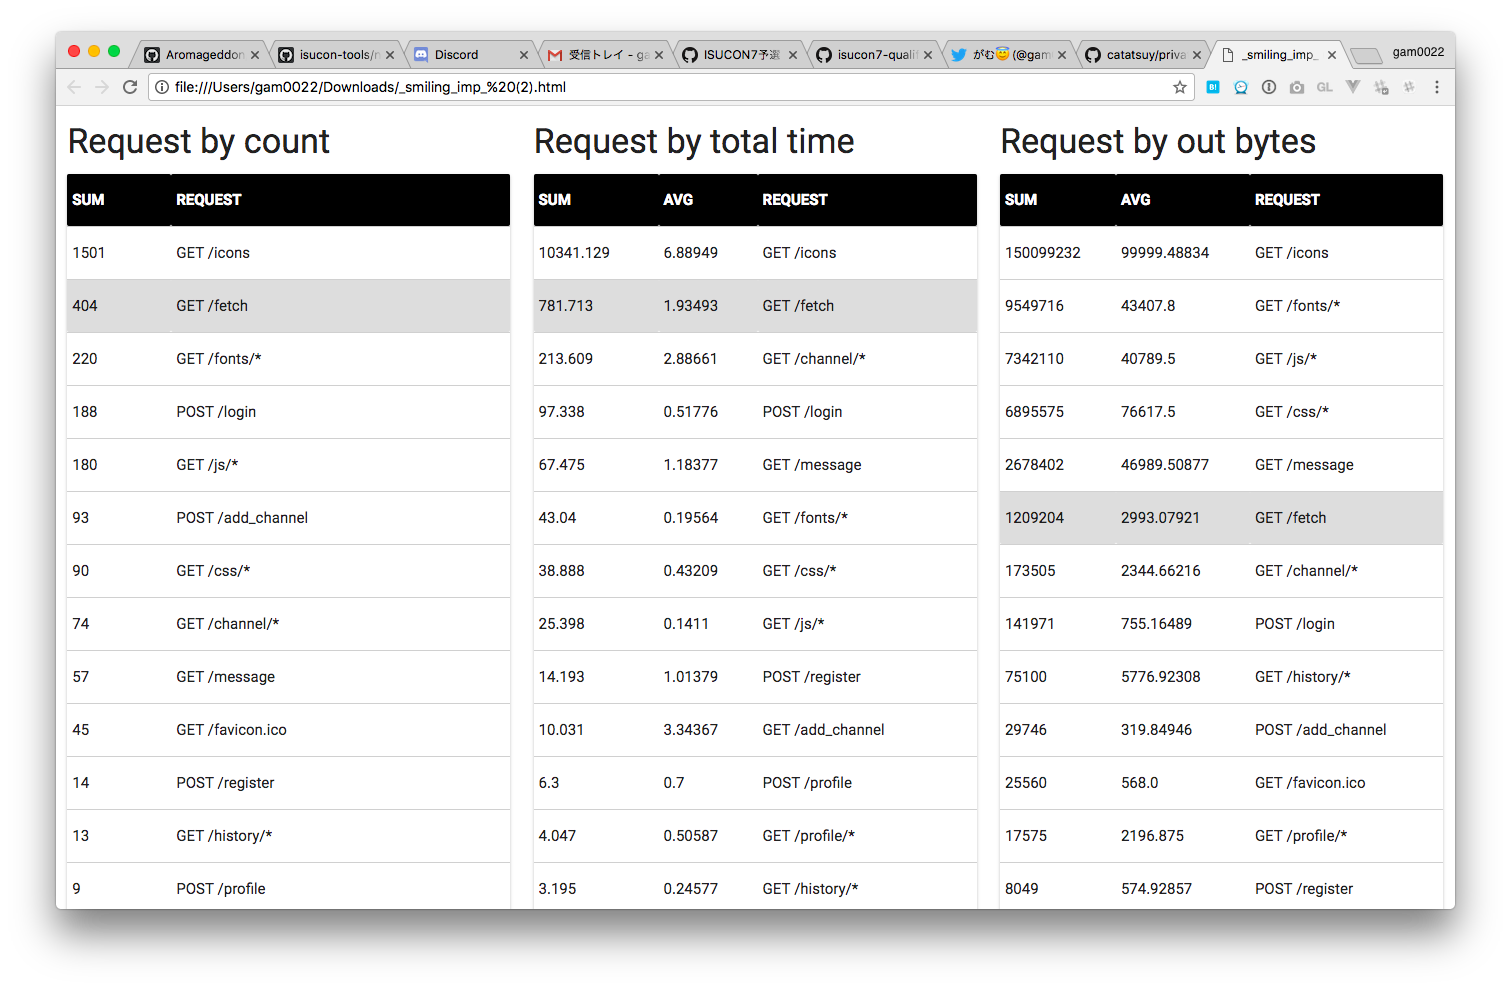 Aromageddon
isucon-tools/n
Discord
受信トレイ - ga
ISUCON7予選
isucon7-qualif
がむ😇 (@gam
catatsuy/priva
_smiling_imp_
gam0022
file:///Users/gam0022/Downloads/_smiling_imp_%20(2).html
B!
GL
Request by count
SUM REQUEST
1501 GET /icons
404 GET /fetch
220 GET /fonts/*
188 POST /login
180 GET /js/*
93 POST /add_channel
90 GET /css/*
74 GET /channel/*
57 GET /message
45 GET /favicon.ico
14 POST /register
13 GET /history/*
9 POST /profile
Request by total time
SUM AVG REQUEST
10341.129 6.88949 GET /icons
781.713 1.93493 GET /fetch
213.609 2.88661 GET /channel/*
97.338 0.51776 POST /login
67.475 1.18377 GET /message
43.04 0.19564 GET /fonts/*
38.888 0.43209 GET /css/*
25.398 0.1411 GET /js/*
14.193 1.01379 POST /register
10.031 3.34367 GET /add_channel
6.3 0.7 POST /profile
4.047 0.50587 GET /profile/*
3.195 0.24577 GET /history/*
Request by out bytes
SUM AVG REQUEST
150099232 99999.48834 GET /icons
9549716 43407.8 GET /fonts/*
7342110 40789.5 GET /js/*
6895575 76617.5 GET /css/*
2678402 46989.50877 GET /message
1209204 2993.07921 GET /fetch
173505 2344.66216 GET /channel/*
141971 755.16489 POST /login
75100 5776.92308 GET /history/*
29746 319.84946 POST /add_channel
25560 568.0 GET /favicon.ico
17575 2196.875 GET /profile/*
8049 574.92857 POST /register